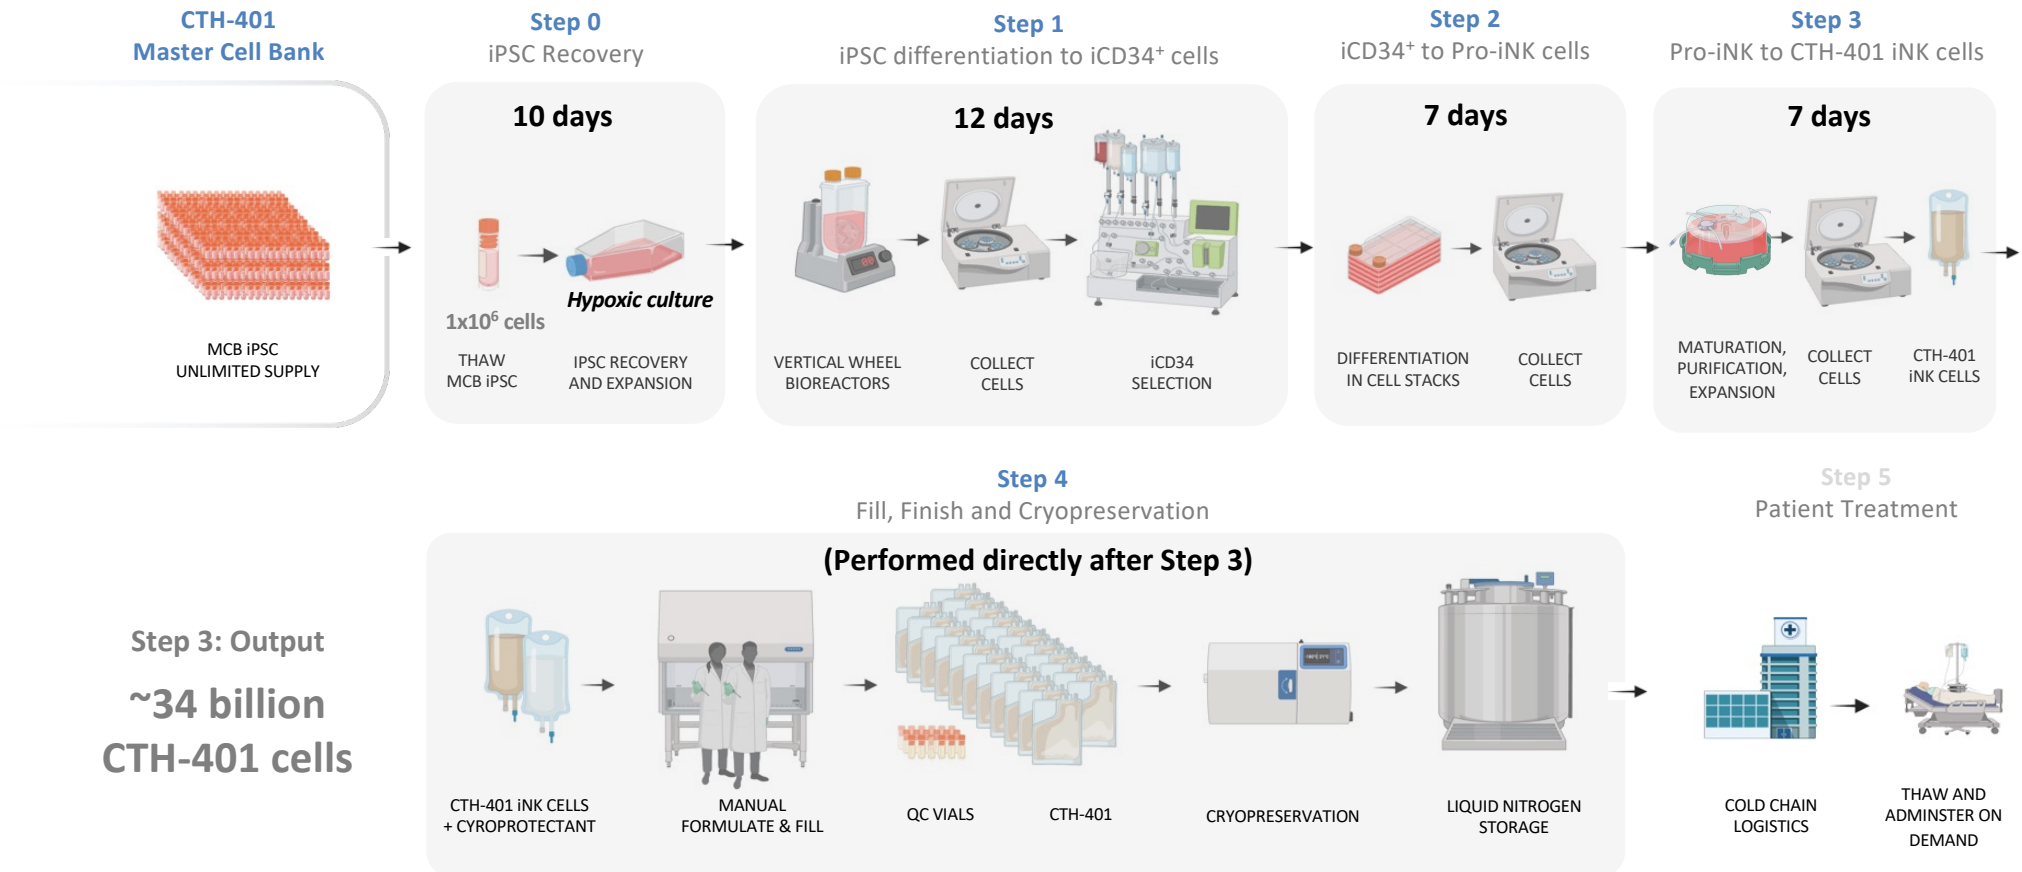 CTH-401
Master Cell Bank
MCB iPSC
UNLIMITED SUPPLY
Step 0
iPSC Recovery
10 days
1x10⁶ cells
Hypoxic culture
THAW
MCB iPSC
IPSC RECOVERY
AND EXPANSION
Step 1
iPSC differentiation to iCD34⁺ cells
12 days
VERTICAL WHEEL
BIOREACTORS
COLLECT
CELLS
iCD34
SELECTION
Step 2
iCD34⁺ to Pro-iNK cells
7 days
DIFFERENTIATION
IN CELL STACKS
COLLECT
CELLS
Step 3
Pro-iNK to CTH-401 iNK cells
7 days
MATURATION,
PURIFICATION,
EXPANSION
COLLECT
CELLS
CTH-401
iNK CELLS
Step 3: Output
~34 billion
CTH-401 cells
Step 4
Fill, Finish and Cryopreservation
(Performed directly after Step 3)
CTH-401 iNK CELLS
+ CYROPROTECTANT
MANUAL
FORMULATE & FILL
QC VIALS
CTH-401
CRYOPRESERVATION
LIQUID NITROGEN
STORAGE
Step 5
Patient Treatment
COLD CHAIN
LOGISTICS
THAW AND
ADMINSTER ON
DEMAND